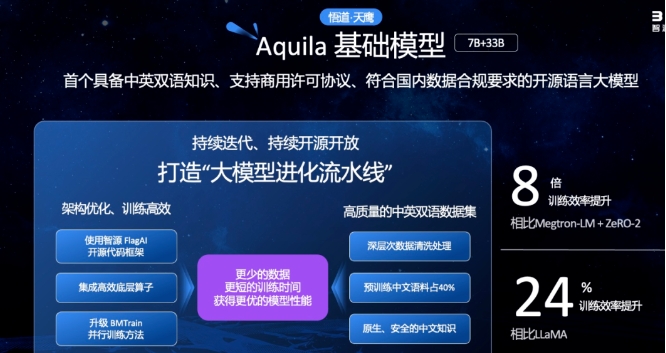 悟道·天鹰
Aquila 基础模型
7B+33B
首个具备中英双语知识、支持商用许可协议、符合国内数据合规要求的开源语言大模型
持续迭代、持续开源开放
打造“大模型进化流水线”
架构优化、训练高效
使用智源 FlagAI
开源代码框架
集成高效底层算子
升级 BMTrain
并行训练方法
更少的数据
更短的训练时间
获得更优的模型性能
高质量的中英双语数据集
深层次数据清洗处理
预训练中文语料占40%
原生、安全的中文知识
8 倍
训练效率提升
相比Megtron-LM + ZeRO-2
24 %
训练效率提升
相比LLaMA